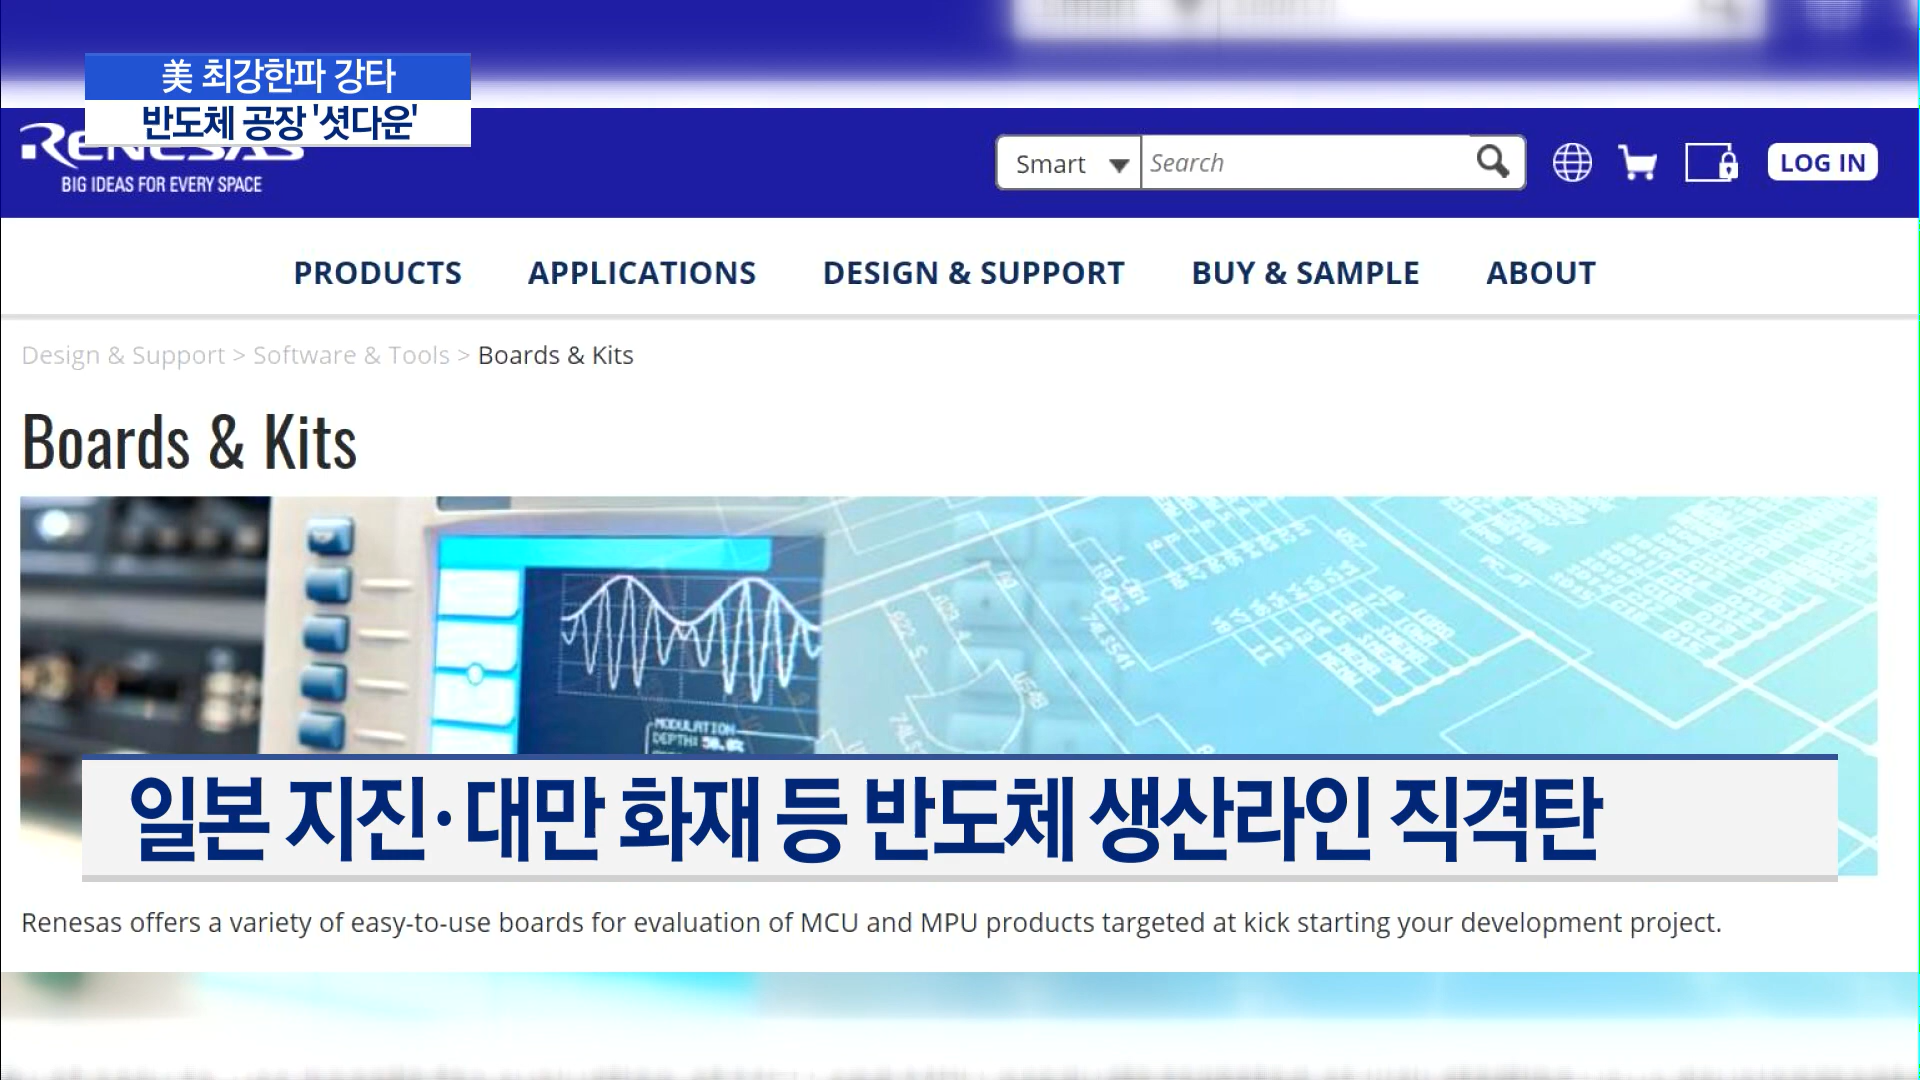 美 최강한파 강타
반도체 공장 '셧다운'
RENESAS
BIG IDEAS FOR EVERY SPACE
Smart
Search
LOG IN
PRODUCTS APPLICATIONS DESIGN & SUPPORT BUY & SAMPLE ABOUT
Design & Support > Software & Tools > Boards & Kits
Boards & Kits
MODULATION
DEPTH: 50.0%
74LS541
일본 지진·대만 화재 등 반도체 생산라인 직격탄
Renesas offers a variety of easy-to-use boards for evaluation of MCU and MPU products targeted at kick starting your development project.